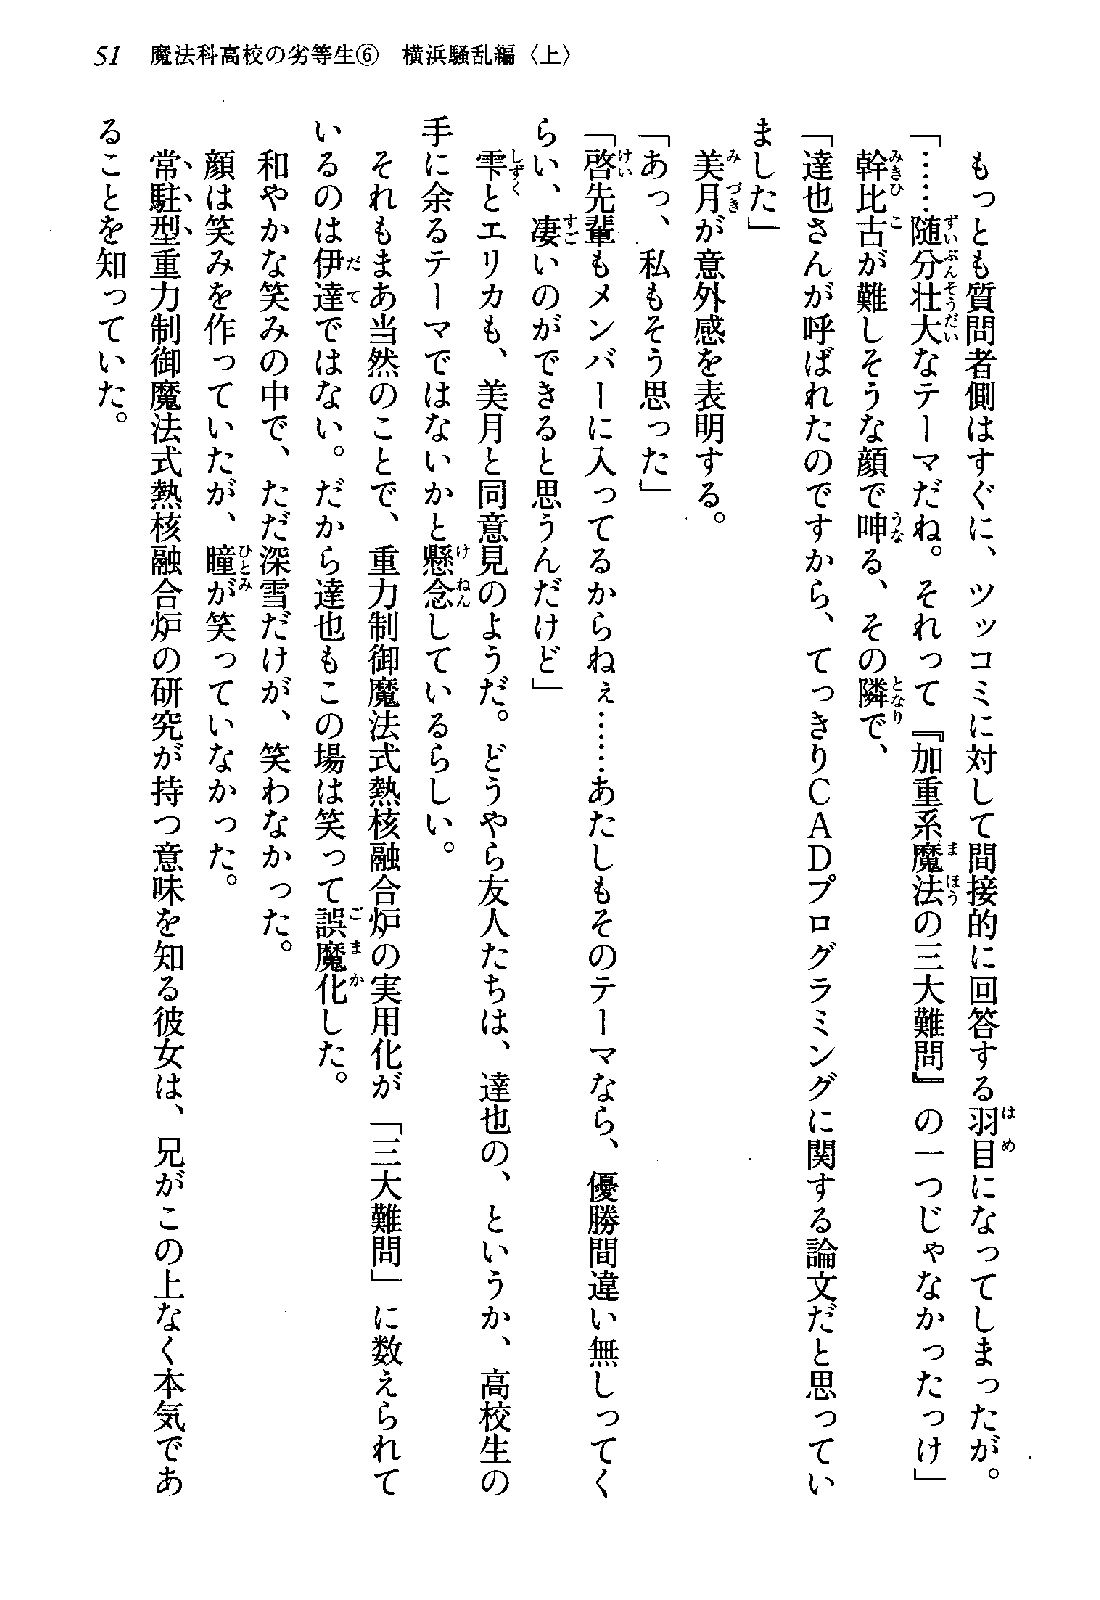 51 魔法科高校の劣等生⑥ 横浜騒乱編〈上〉
　もっとも質問者側はすぐに、ツッコミに対して間接的に回答する羽目になってしまったが。
「……随分壮大なテーマだね。それって『加重系魔法の三大難問』の一つじゃなかったっけ」
　幹比古が難しそうな顔で呻る、その隣で、
「達也さんが呼ばれたのですから、てっきりCADプログラミングに関する論文だと思ってい
ました」
　美月が意外感を表明する。
「あっ、私もそう思った」
「啓先輩もメンバーに入ってるからねぇ……あたしもそのテーマなら、優勝間違い無しってく
らい、凄いのができると思うんだけど」
　雫とエリカも、美月と同意見のようだ。どうやら友人たちは、達也の、というか、高校生の
手に余るテーマではないかと懸念しているらしい。
　それもまあ当然のことで、重力制御魔法式熱核融合炉の実用化が「三大難問」に数えられて
いるのは伊達ではない。だから達也もこの場は笑って誤魔化した。
　和やかな笑みの中で、ただ深雪だけが、笑わなかった。
　顔は笑みを作っていたが、瞳が笑っていなかった。
　常駐型重力制御魔法式熱核融合炉の研究が持つ意味を知る彼女は、兄がこの上なく本気であ
ることを知っていた。